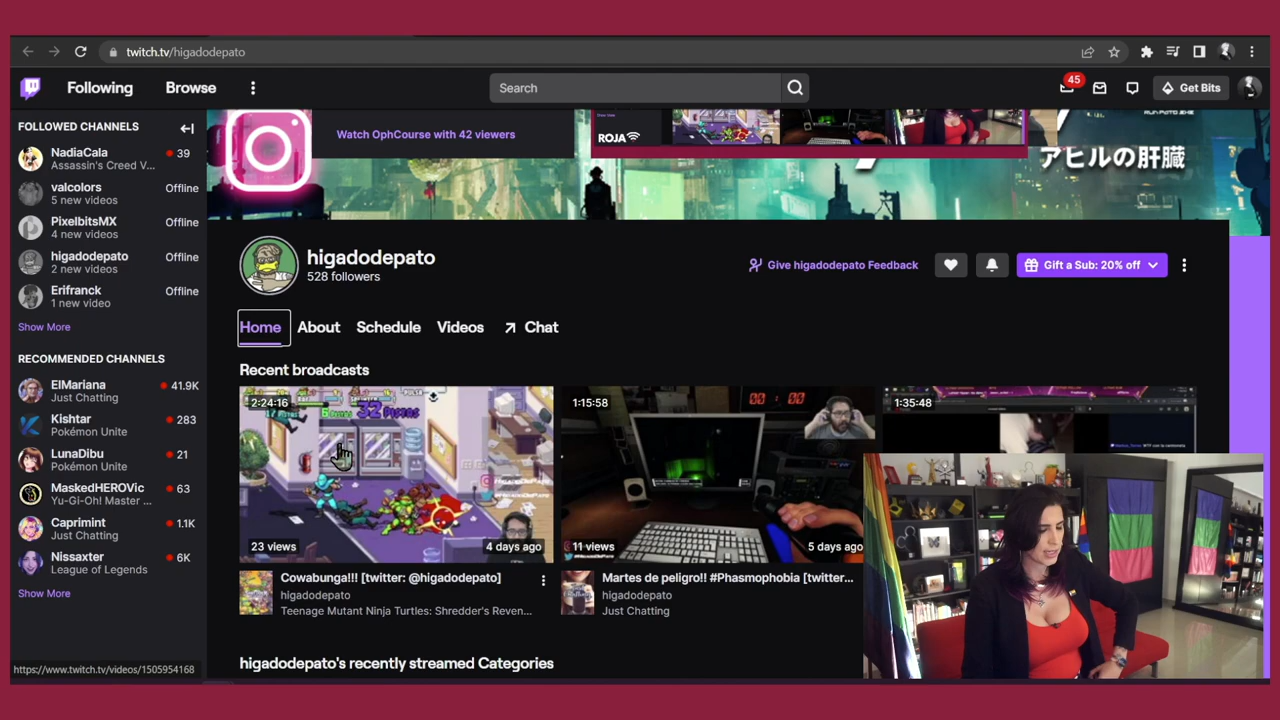 twitch.tv/higadodepato
Following
Browse
Search
45
Get Bits
FOLLOWED CHANNELS
NadiaCala
39
Assassin's Creed V...
valcolors
Offline
5 new videos
PixelbitsMX
Offline
4 new videos
higadodepato
Offline
2 new videos
Erifranck
Offline
1 new video
Show More
RECOMMENDED CHANNELS
ElMariana
41.9K
Just Chatting
Kishtar
283
Pokémon Unite
LunaDibu
21
Pokémon Unite
MaskedHEROVic
63
Yu-Gi-Oh! Master ...
Caprimint
1.1K
Just Chatting
Nissaxter
6K
League of Legends
Show More
https://www.twitch.tv/videos/1505954168
Watch OphCourse with 42 viewers
ROJA
アヒルの肝臓
higadodepato
528 followers
Give higadodepato Feedback
Gift a Sub: 20% off
Home
About
Schedule
Videos
Chat
Recent broadcasts
2:24:16
32
23 views
4 days ago
Cowabunga!!! [twitter: @higadodepato]
higadodepato
Teenage Mutant Ninja Turtles: Shredder's Reven...
1:15:58
00 : 00
11 views
5 days ago
Martes de peligro!! #Phasmophobia [twitter...
higadodepato
Just Chatting
1:35:48
higadodepato's recently streamed Categories